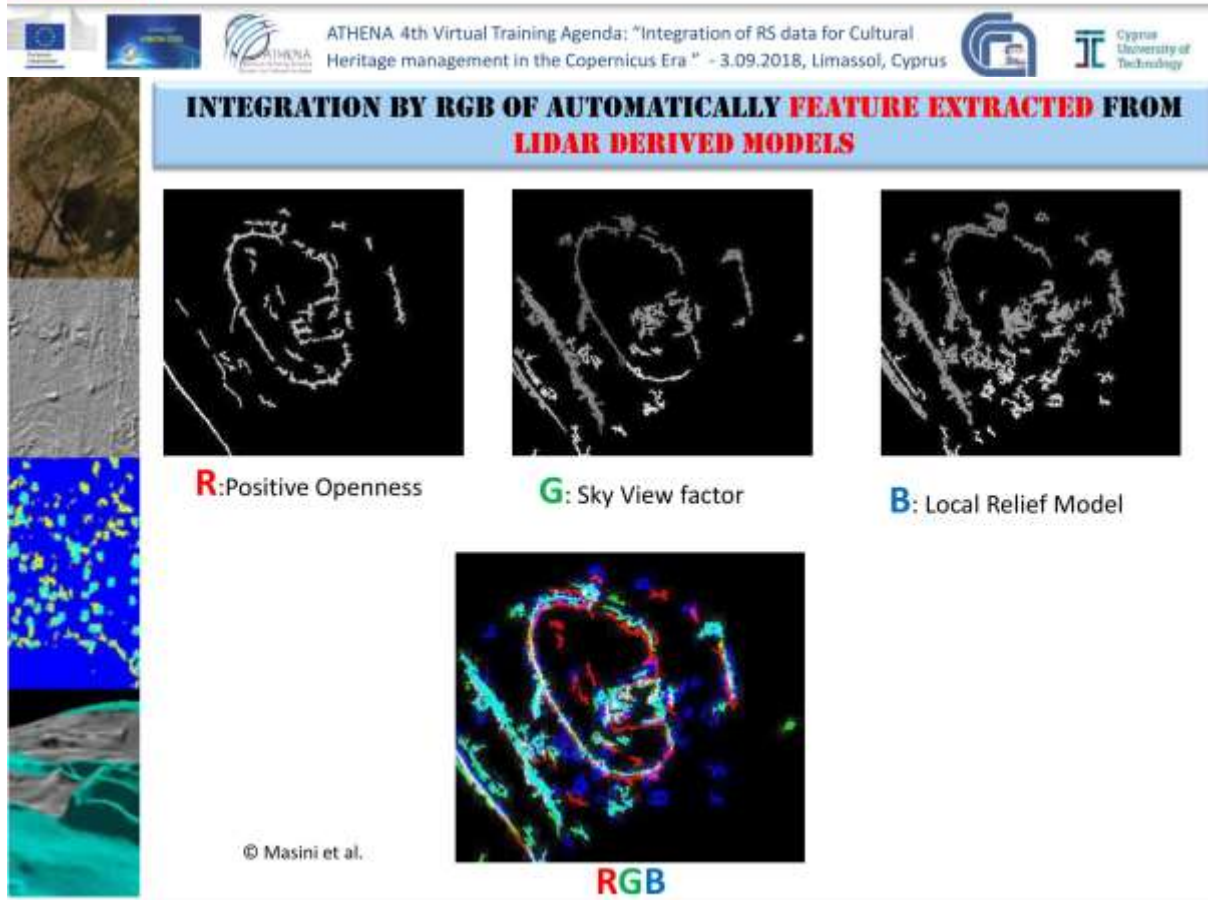 ATHENA 4th Virtual Training Agenda: "Integration of RS data for Cultural
Heritage management in the Copernicus Era " - 3.09.2018, Limassol, Cyprus
ATHENA
Cyprus
University of
Technology
INTEGRATION BY RGB OF AUTOMATICALLY FEATURE EXTRACTED FROM
LIDAR DERIVED MODELS
R:Positive Openness
G: Sky View factor
B: Local Relief Model
© Masini et al.
RGB